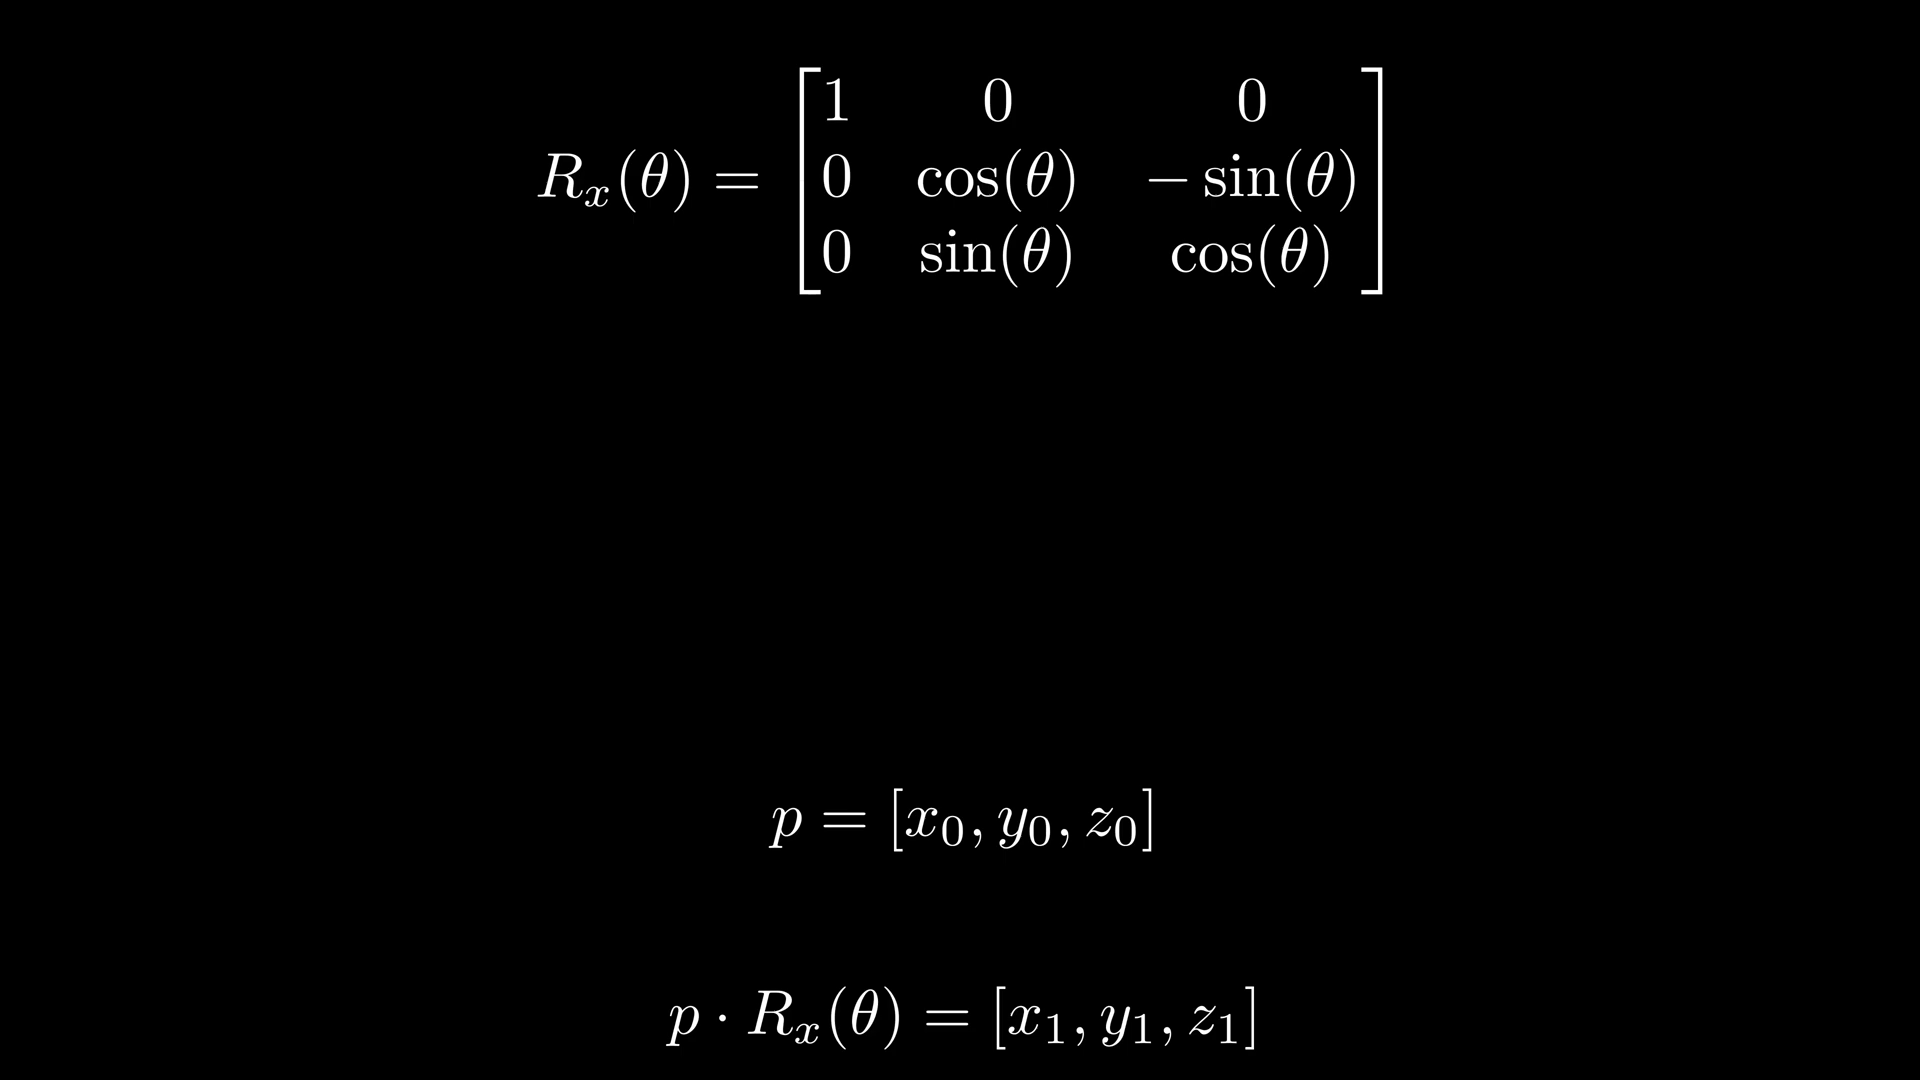 R_x(θ) = [1 0 0
0 cos(θ) − sin(θ)
0 sin(θ) cos(θ)]
p = [x_0, y_0, z_0]
p · R_x(θ) = [x_1, y_1, z_1]